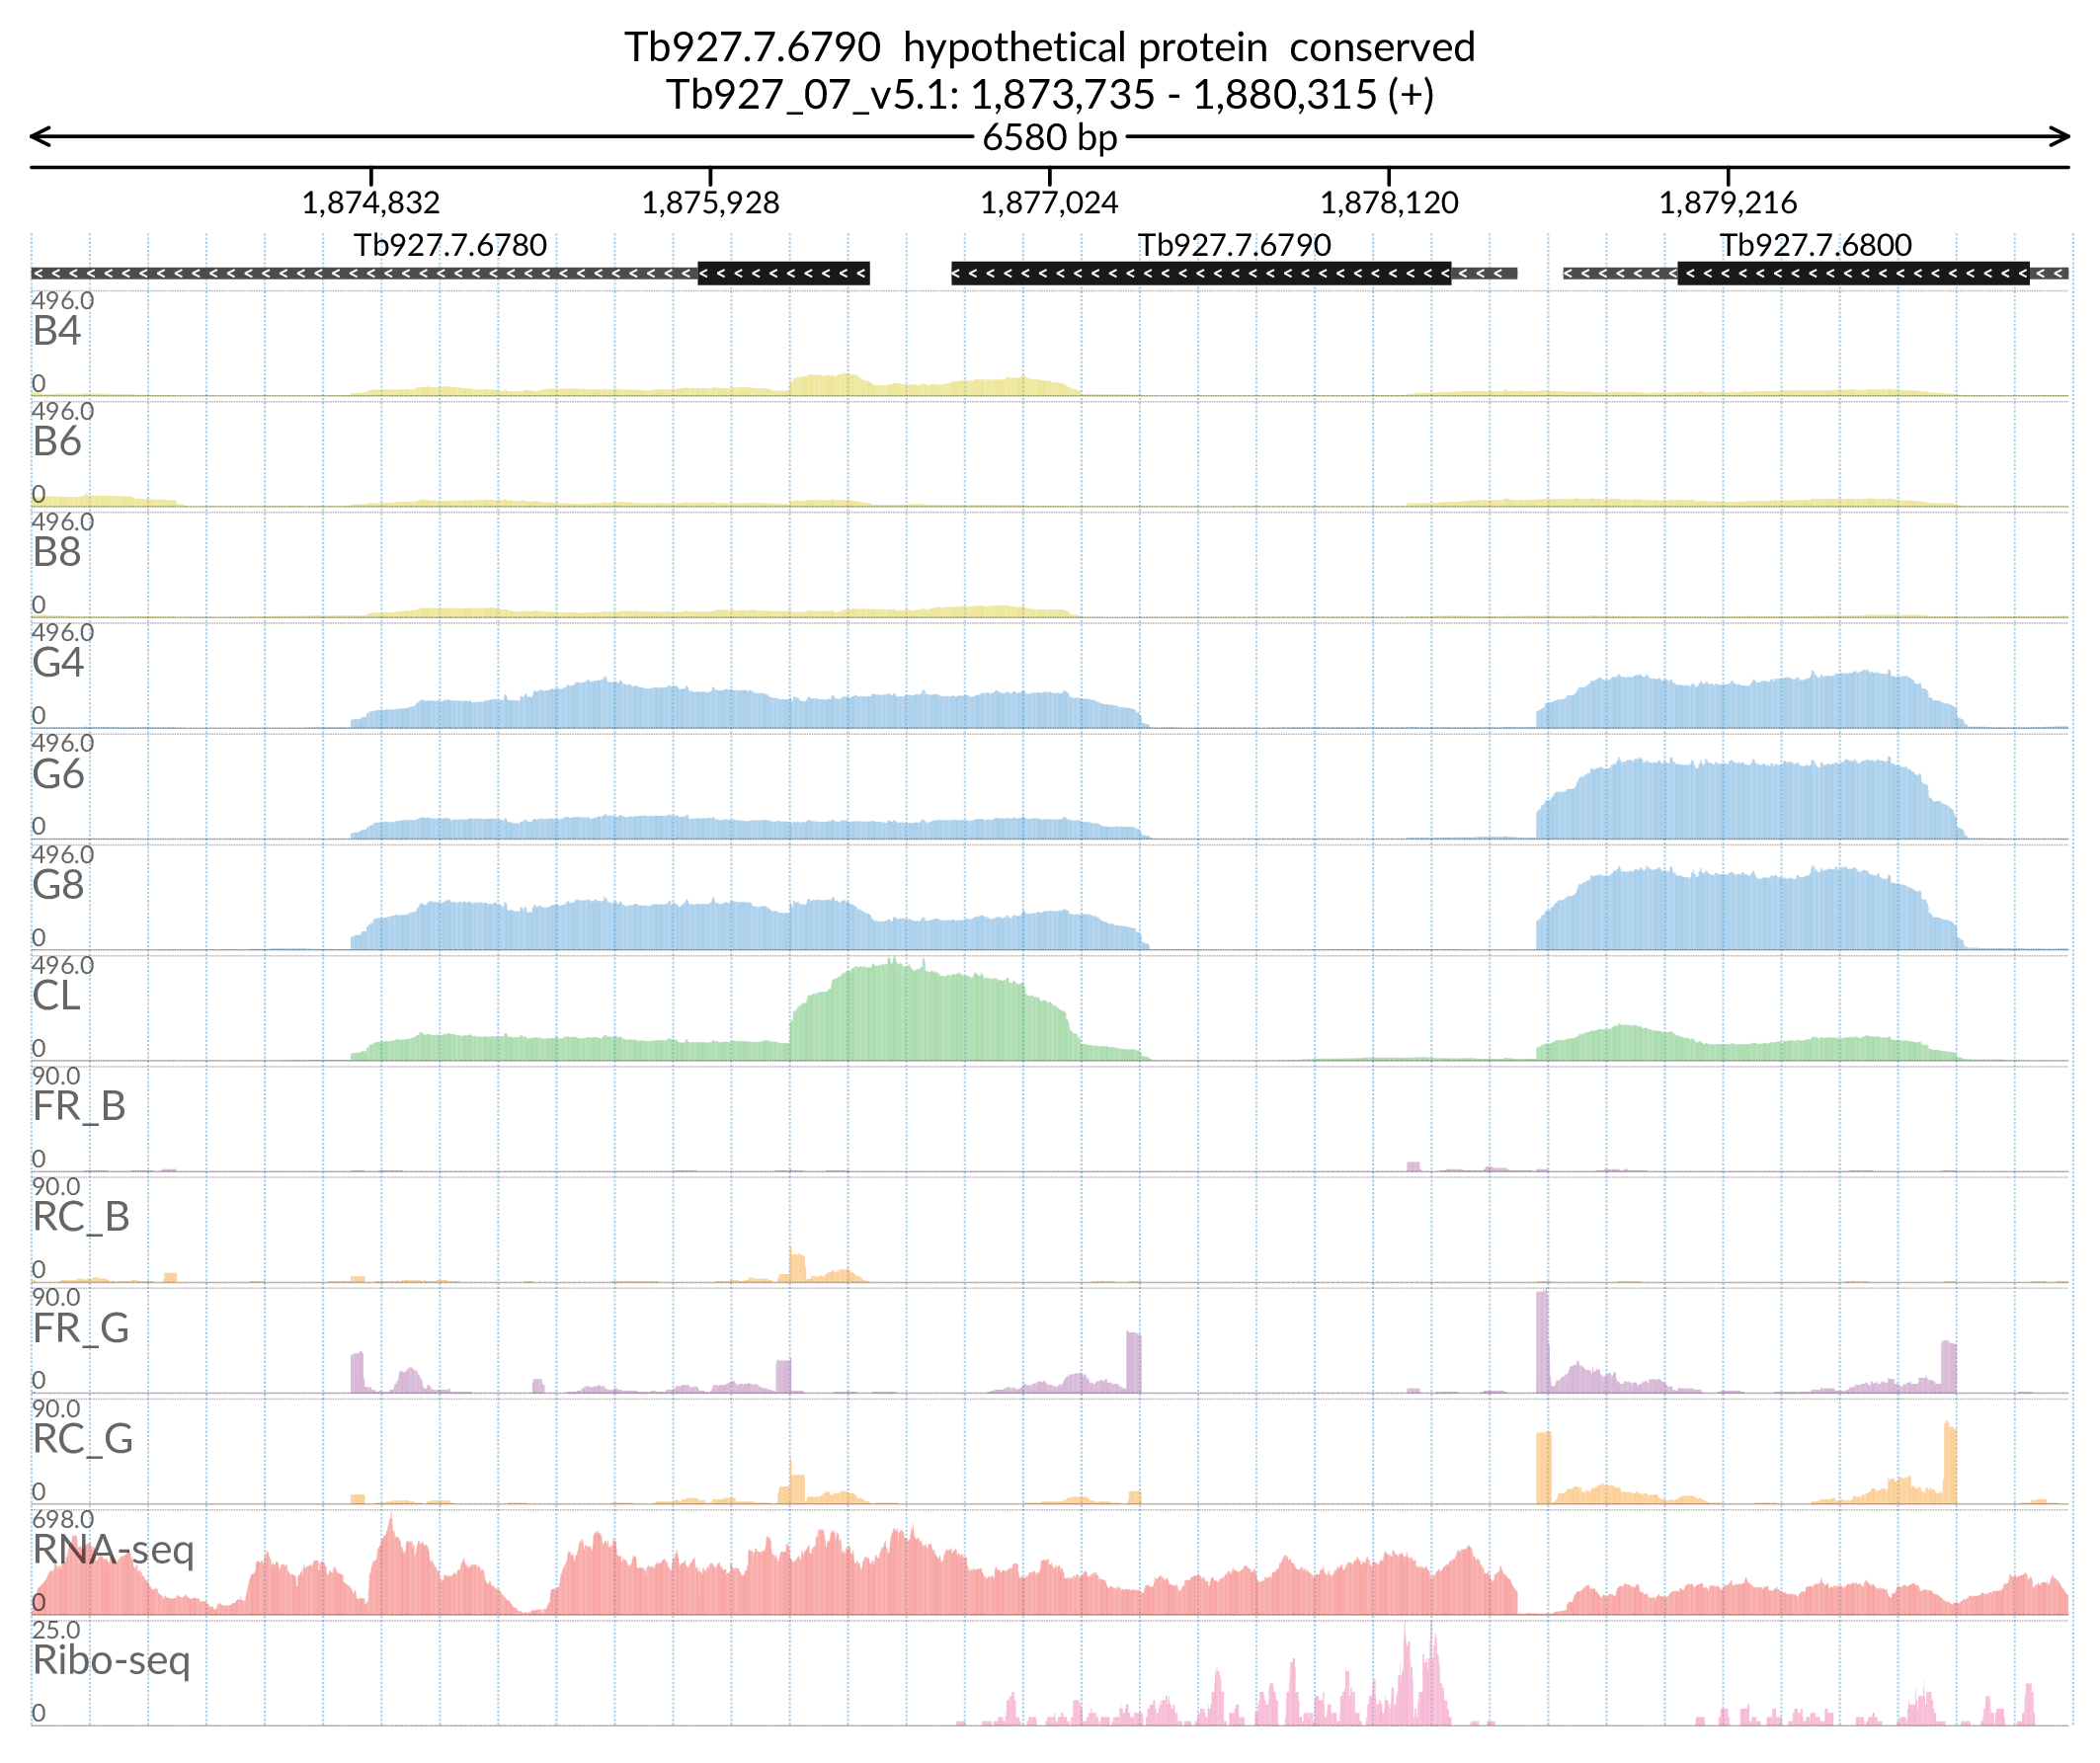 Tb927.7.6790 hypothetical protein conserved
Tb927_07_v5.1: 1,873,735 - 1,880,315 (+)
6580 bp
1,874,832 1,875,928 1,877,024 1,878,120 1,879,216
Tb927.7.6780 Tb927.7.6790 Tb927.7.6800
496.0
B4
0
496.0
B6
0
496.0
B8
0
496.0
G4
0
496.0
G6
0
496.0
G8
0
496.0
CL
0
90.0
FR_B
0
90.0
RC_B
0
90.0
FR_G
0
90.0
RC_G
0
698.0
RNA-seq
0
25.0
Ribo-seq
0